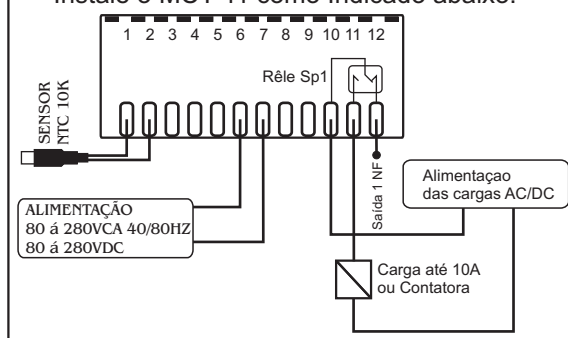 Instale o MST-11 como indicado abaixo:
1 2 3 4 5 6 7 8 9 10 11 12
Rêle Sp1
SENSOR
NTC 10K
Saída 1 NF
Alimentaçao
das cargas AC/DC
ALIMENTAÇÃO
80 á 280VCA 40/80HZ
80 á 280VDC
Carga até 10A
ou Contatora